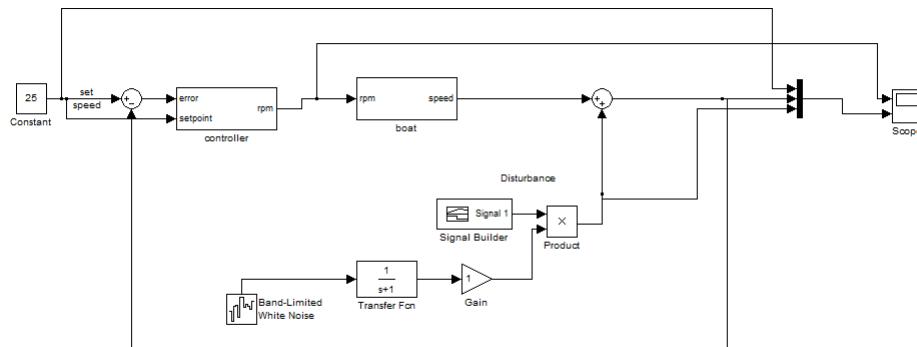 25
Constant
set
speed
+
−
error
setpoint
rpm
controller
rpm
speed
boat
+
+
Scope
Disturbance
Signal 1
Signal Builder
×
Product
Band-Limited
White Noise
1
s+1
Transfer Fcn
1
Gain